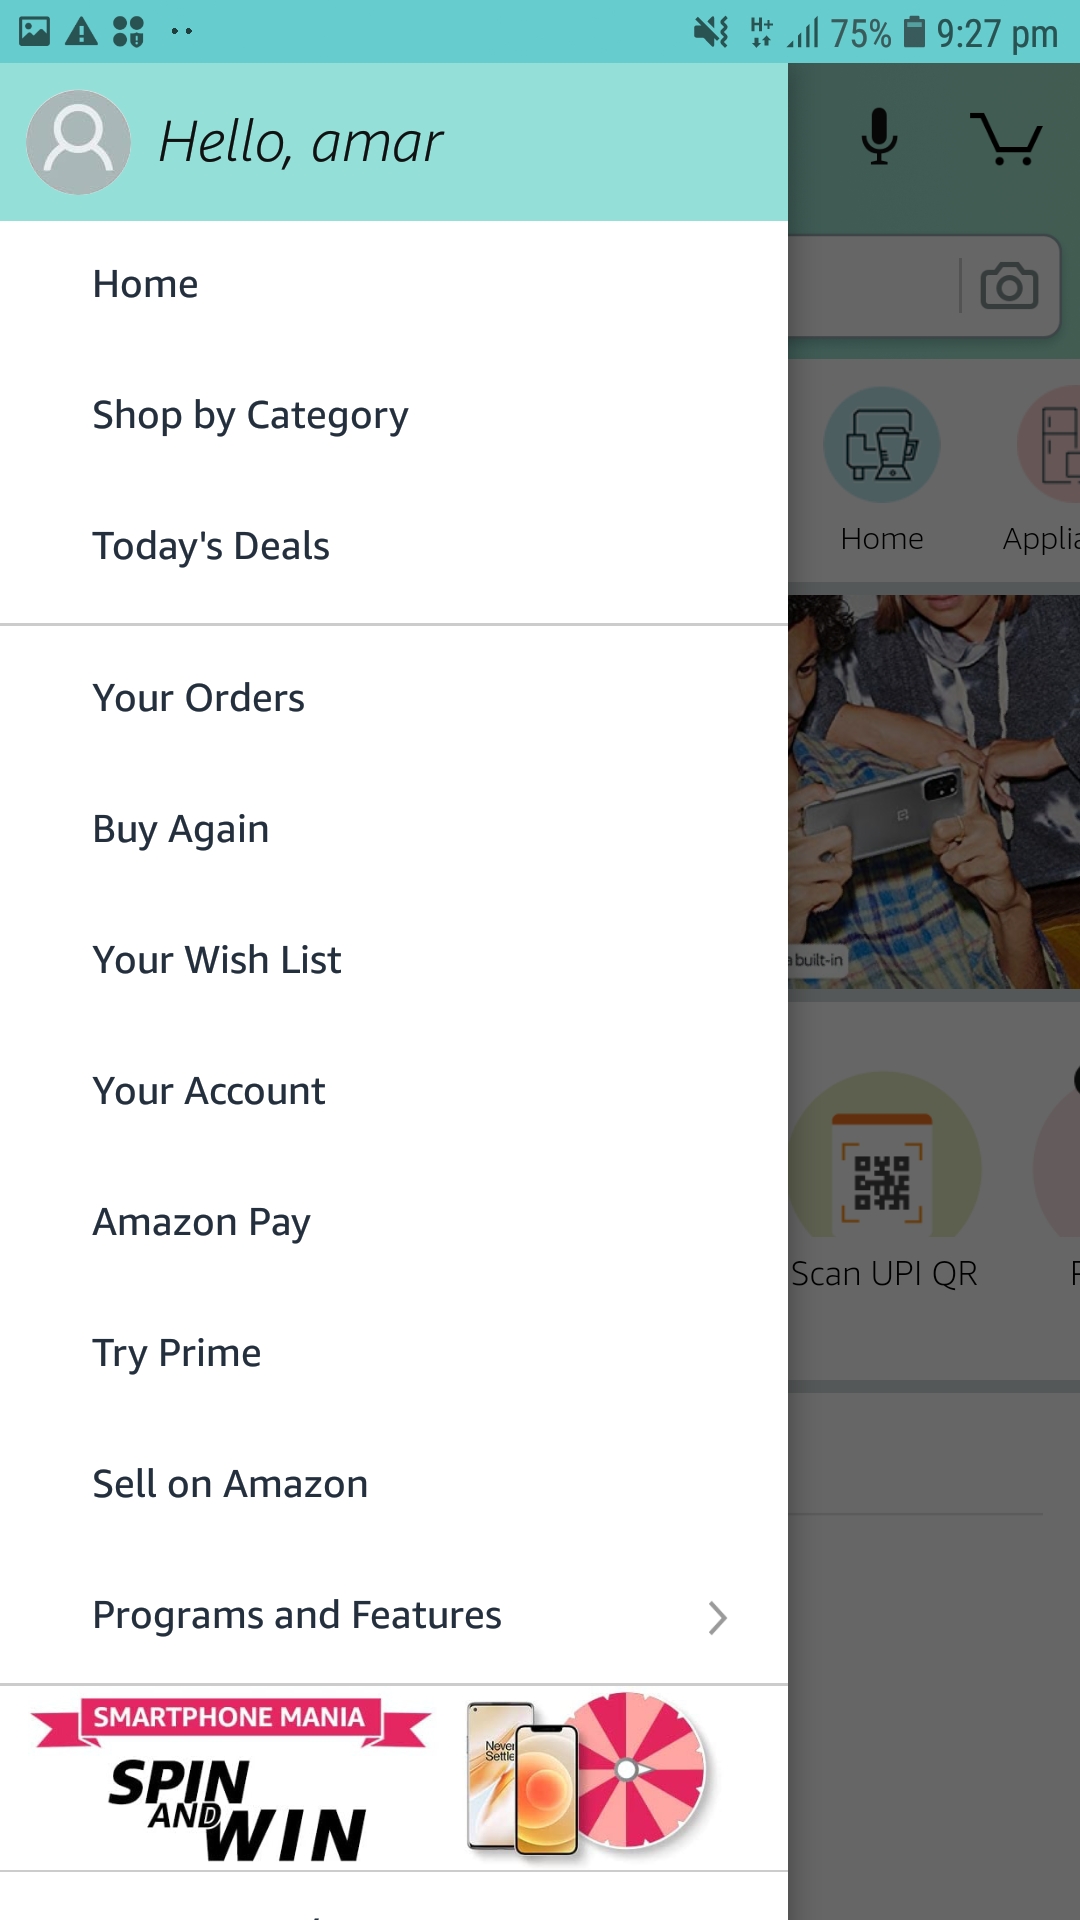 H+ 75% 9:27 pm
Hello, amar
Home
Shop by Category
Today's Deals
Your Orders
Buy Again
Your Wish List
Your Account
Amazon Pay
Try Prime
Sell on Amazon
Programs and Features
SMARTPHONE MANIA
SPIN
AND
WIN
Never
Settle
Home
built-in
Scan UPI QR